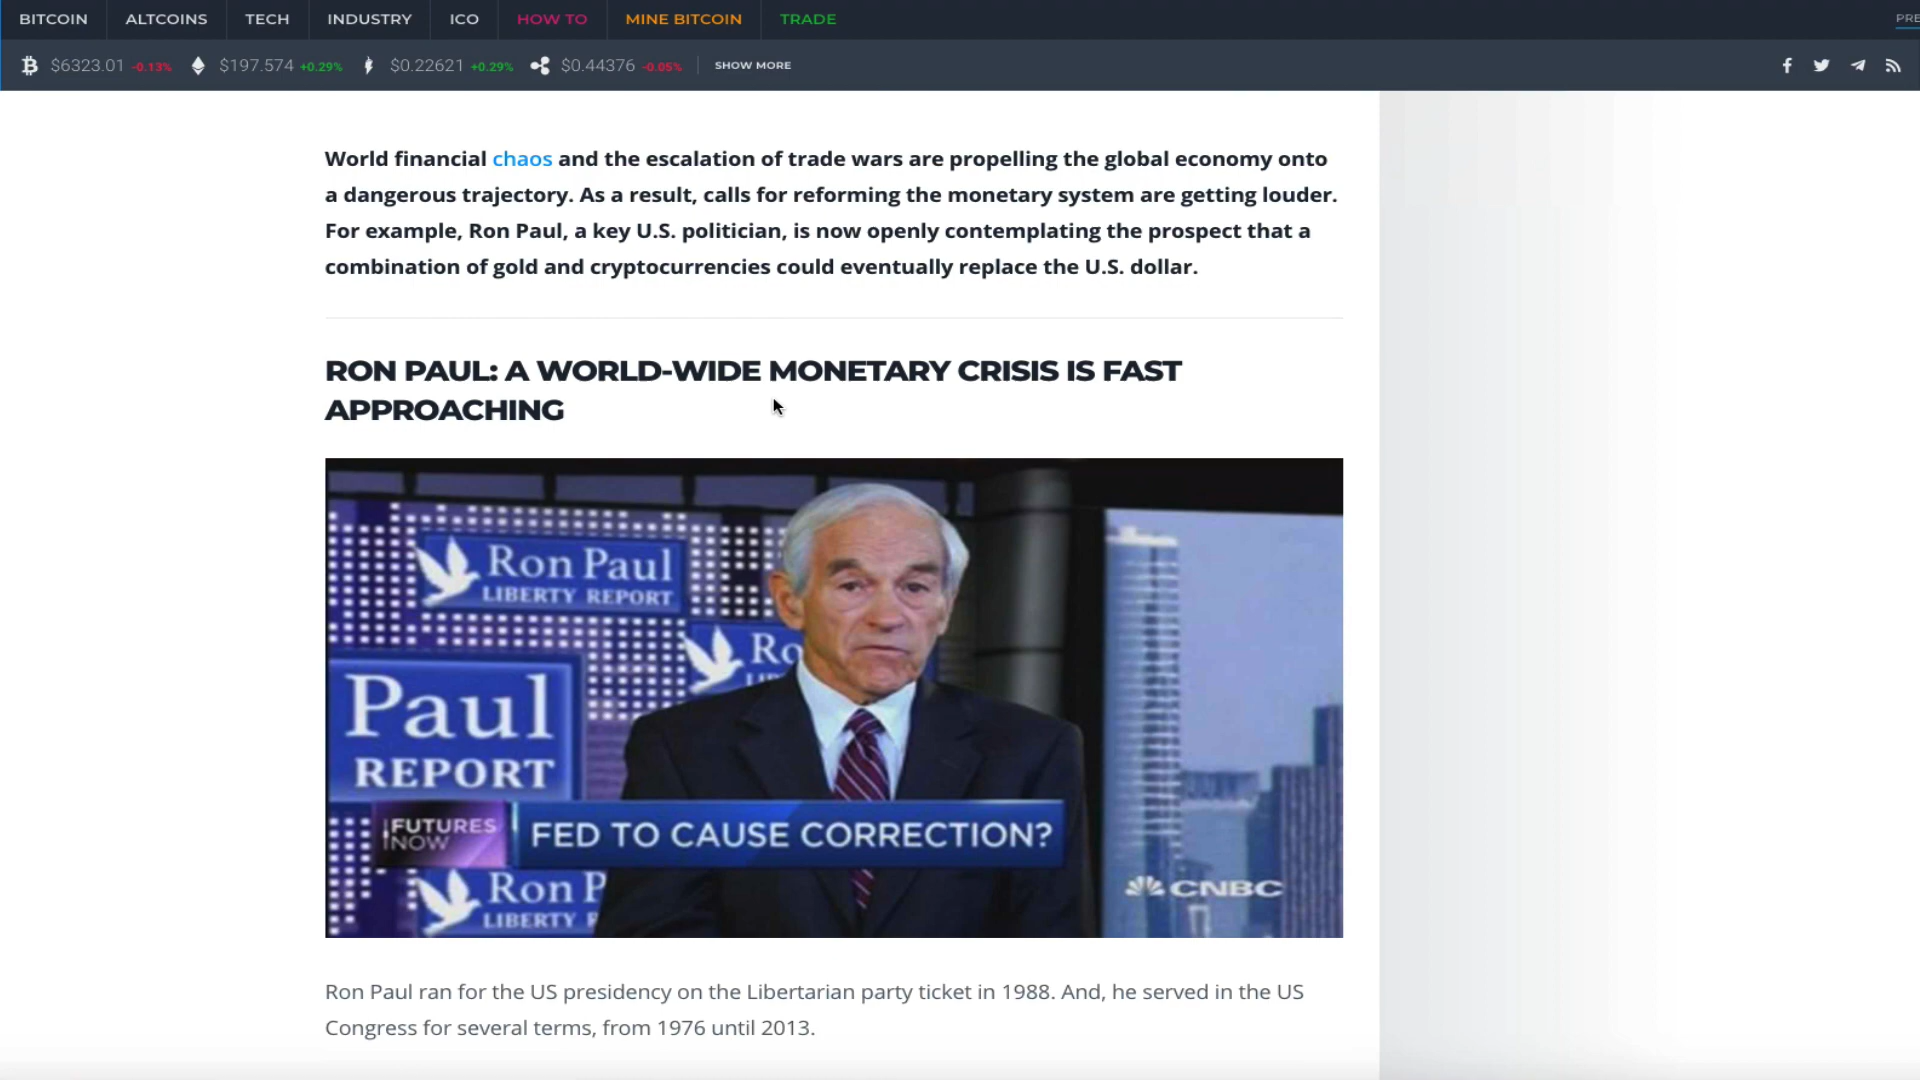 BITCOIN ALTCOINS TECH INDUSTRY ICO HOW TO MINE BITCOIN TRADE PRE
$6323.01 -0.13% $197.574 +0.29% $0.22621 +0.29% $0.44376 -0.05% SHOW MORE
World financial chaos and the escalation of trade wars are propelling the global economy onto
a dangerous trajectory. As a result, calls for reforming the monetary system are getting louder.
For example, Ron Paul, a key U.S. politician, is now openly contemplating the prospect that a
combination of gold and cryptocurrencies could eventually replace the U.S. dollar.
RON PAUL: A WORLD-WIDE MONETARY CRISIS IS FAST
APPROACHING
Ron Paul
LIBERTY REPORT
Ro
Paul
REPORT
FUTURES
NOW
FED TO CAUSE CORRECTION?
Ron P
LIBERTY R
CNBC
Ron Paul ran for the US presidency on the Libertarian party ticket in 1988. And, he served in the US
Congress for several terms, from 1976 until 2013.